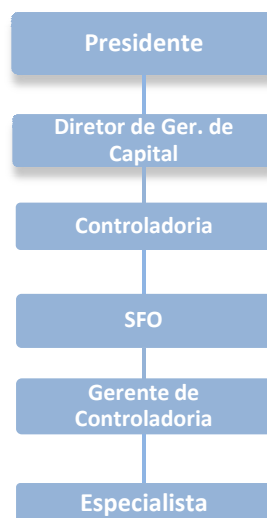 Presidente
Diretor de Ger. de
Capital
Controladoria
SFO
Gerente de
Controladoria
Especialista